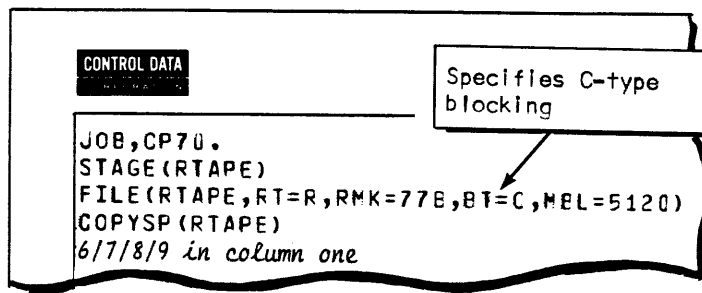 CONTROL DATA
Specifies C-type
blocking
JOB,CP70.
STAGE(RTAPE)
FILE(RTAPE,RT=R,RMK=77B,BT=C,MBL=5120)
COPYSP(RTAPE)
6/7/8/9 in column one